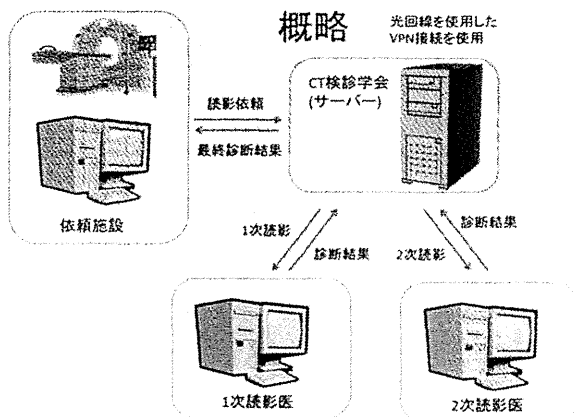 概略
光回線を使用した
VPN接続を使用
CT検診学会
(サーバー)
読影依頼
最終診断結果
依頼施設
1次読影
診断結果
2次読影
診断結果
1次読影医
2次読影医